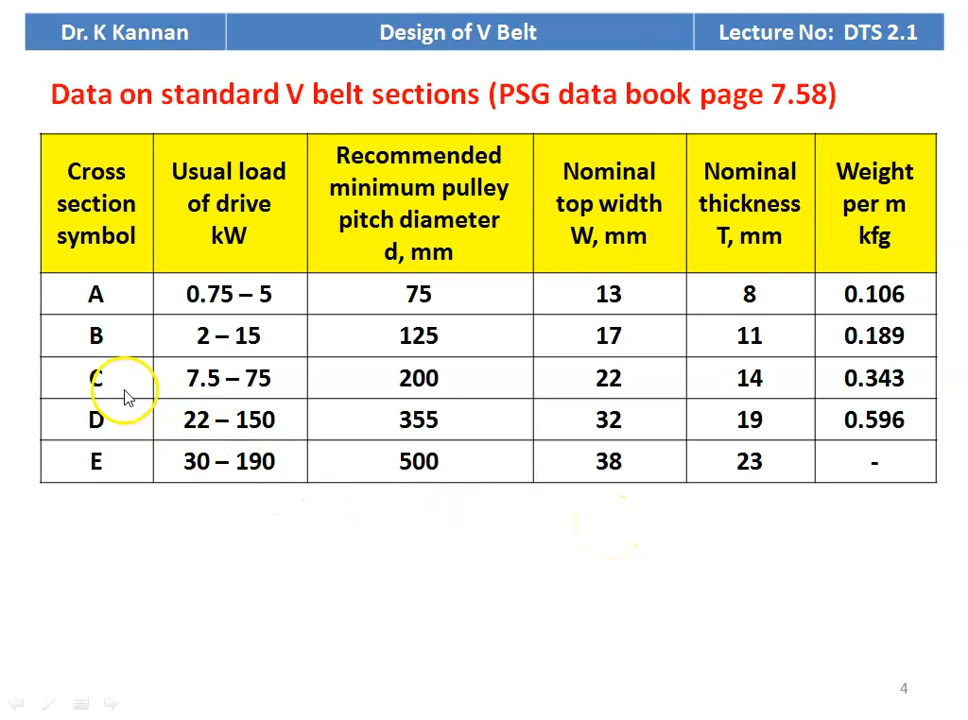 Dr. K Kannan Design of V Belt Lecture No: DTS 2.1
Data on standard V belt sections (PSG data book page 7.58)
Cross section symbol
Usual load of drive kW
Recommended minimum pulley pitch diameter d, mm
Nominal top width W, mm
Nominal thickness T, mm
Weight per m kfg
A 0.75 – 5 75 13 8 0.106
B 2 – 15 125 17 11 0.189
C 7.5 – 75 200 22 14 0.343
D 22 – 150 355 32 19 0.596
E 30 – 190 500 38 23 -
4